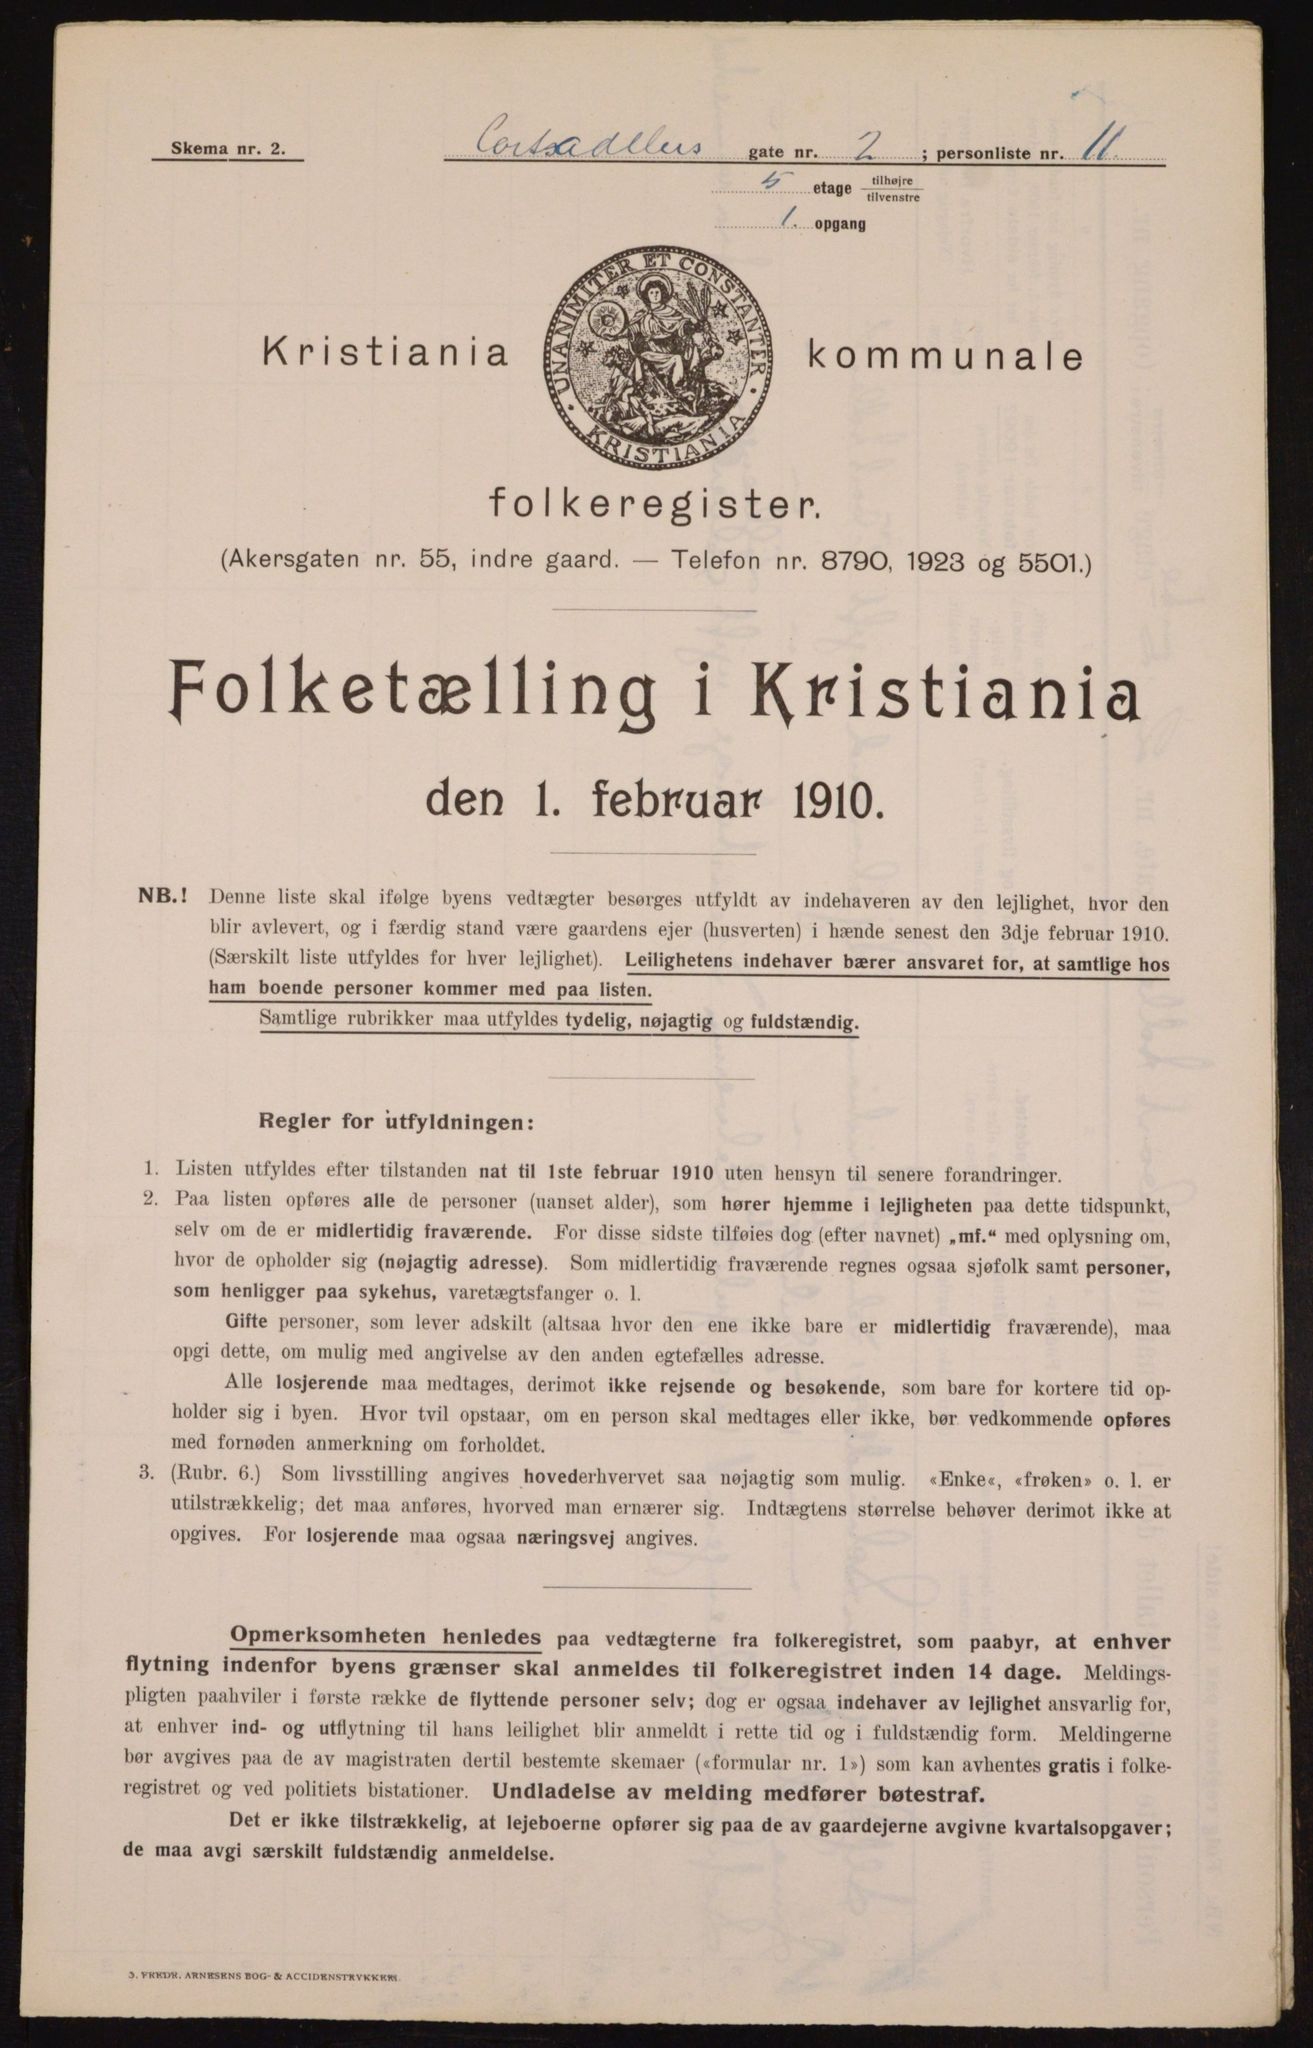 Skema nr. 2.
Cortsadelers gate nr. 2 ; personliste nr. 11.
5 etage tilhøjre
tilvenstre
1. opgang
UNANIMITER ET CONSTANTER
KRISTIANIA
Kristiania kommunale
folkeregister.
(Akersgaten nr. 55, indre gaard. — Telefon nr. 8790, 1923 og 5501.)
Folketælling i Kristiania
den 1. februar 1910.
NB.! Denne liste skal ifølge byens vedtægter besørges utfyldt av indehaveren av den lejlighet, hvor den
blir avlevert, og i færdig stand være gaardens ejer (husverten) i hænde senest den 3dje februar 1910.
(Særskilt liste utfyldes for hver lejlighet). Leilighetens indehaver bærer ansvaret for, at samtlige hos
ham boende personer kommer med paa listen.
Samtlige rubrikker maa utfyldes tydelig, nøjagtig og fuldstændig.
Regler for utfyldningen:
1. Listen utfyldes efter tilstanden nat til 1ste februar 1910 uten hensyn til senere forandringer.
2. Paa listen opføres alle de personer (uanset alder), som hører hjemme i lejligheten paa dette tidspunkt,
selv om de er midlertidig fraværende. For disse sidste tilføies dog (efter navnet) „mf.“ med oplysning om,
hvor de opholder sig (nøjagtig adresse). Som midlertidig fraværende regnes ogsaa sjøfolk samt personer,
som henligger paa sykehus, varetægtsfanger o. l.
Gifte personer, som lever adskilt (altsaa hvor den ene ikke bare er midlertidig fraværende), maa
opgi dette, om mulig med angivelse av den anden egtefælles adresse.
Alle losjerende maa medtages, derimot ikke rejsende og besøkende, som bare for kortere tid op-
holder sig i byen. Hvor tvil opstaar, om en person skal medtages eller ikke, bør vedkommende opføres
med fornøden anmerkning om forholdet.
3. (Rubr. 6.) Som livsstilling angives hovederhvervet saa nøjagtig som mulig. «Enke«, «frøken» o. l. er
utilstrækkelig; det maa anføres, hvorved man ernærer sig. Indtægtens størrelse behøver derimot ikke at
opgives. For losjerende maa ogsaa næringsvej angives.
Opmerksomheten henledes paa vedtægterne fra folkeregistret, som paabyr, at enhver
flytning indenfor byens grænser skal anmeldes til folkeregistret inden 14 dage. Meldings-
pligten paahviler i første række de flyttende personer selv; dog er ogsaa indehaver av lejlighet ansvarlig for,
at enhver ind- og utflytning til hans leilighet blir anmeldt i rette tid og i fuldstændig form. Meldingerne
bør avgives paa de av magistraten dertil bestemte skemaer («formular nr. 1») som kan avhentes gratis i folke-
registret og ved politiets bistationer. Undladelse av melding medfører bøtestraf.
Det er ikke tilstrækkelig, at lejeboerne opfører sig paa de av gaardejerne avgivne kvartalsopgaver;
de maa avgi særskilt fuldstændig anmeldelse.
J. FREDR. ARNESENS BOG- & ACCIDENSTRYKKERI.